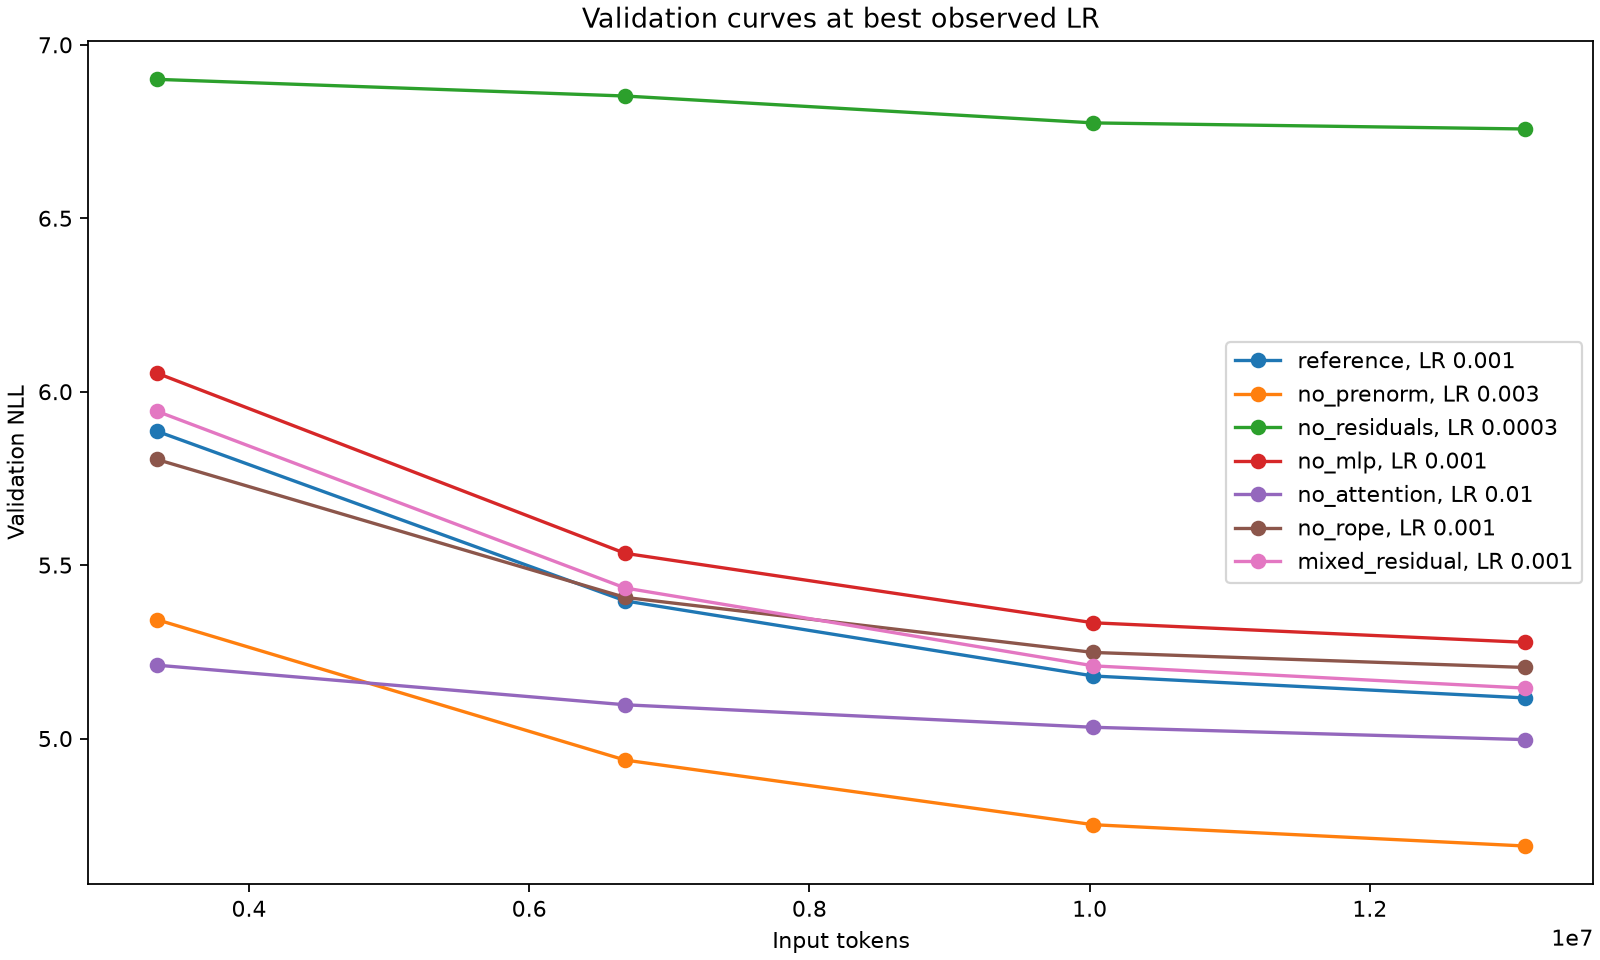 Validation curves at best observed LR
7.0
6.5
6.0
5.5
5.0
Validation NLL
reference, LR 0.001
no_prenorm, LR 0.003
no_residuals, LR 0.0003
no_mlp, LR 0.001
no_attention, LR 0.01
no_rope, LR 0.001
mixed_residual, LR 0.001
0.4 0.6 0.8 1.0 1.2
1e7
Input tokens